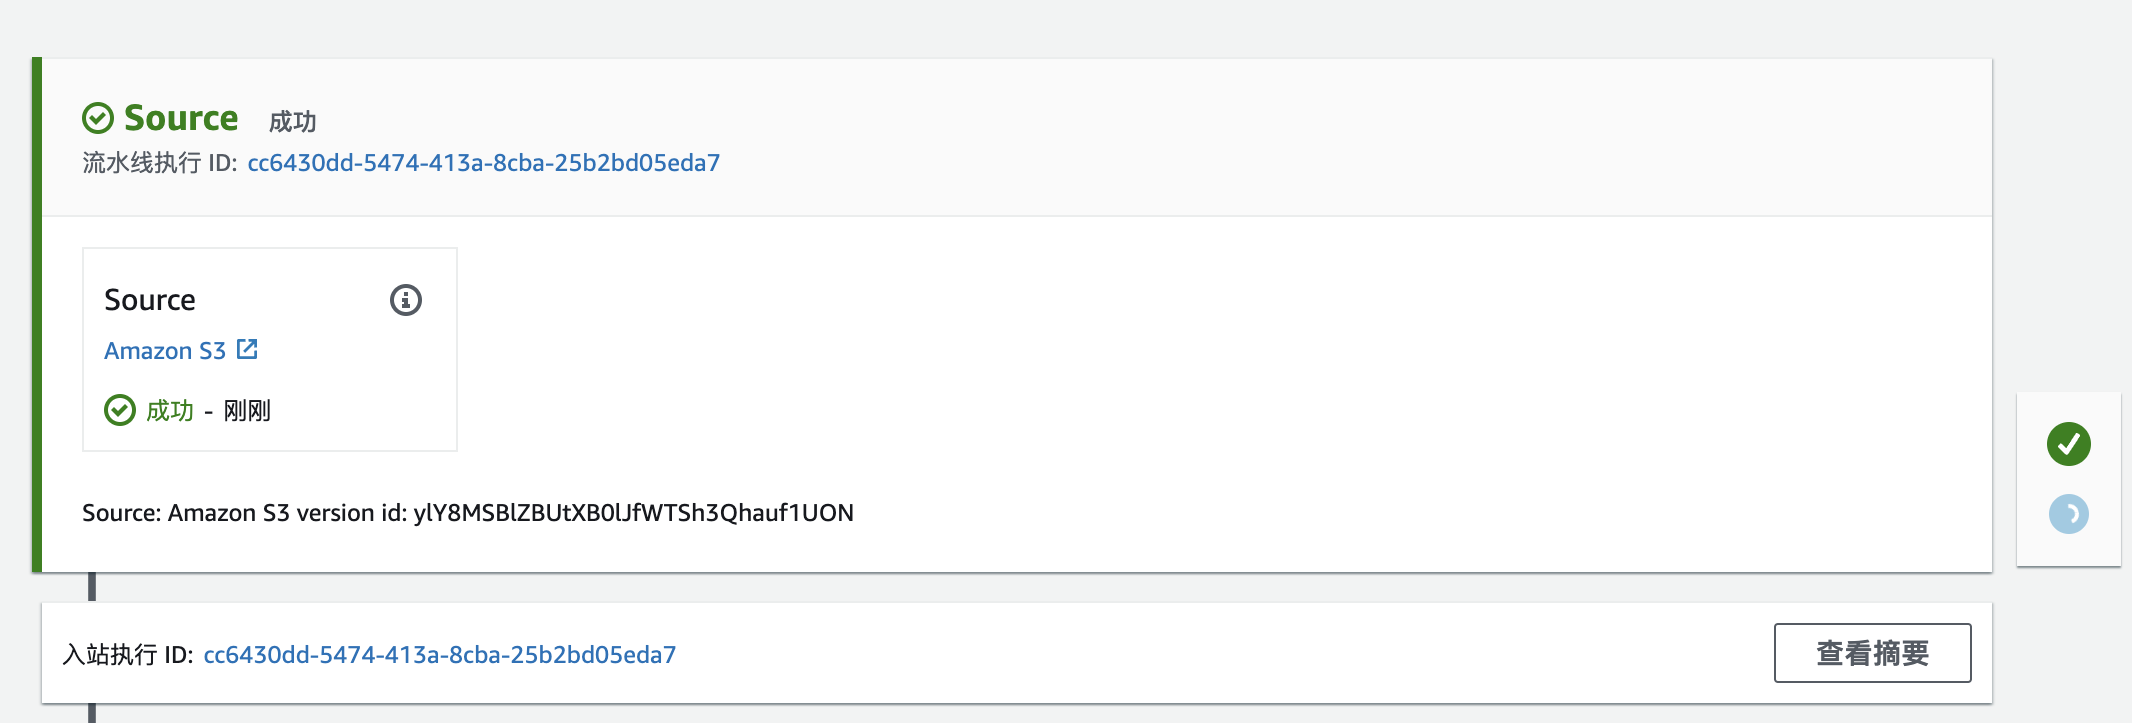 Source 成功
流水线执行 ID: cc6430dd-5474-413a-8cba-25b2bd05eda7
Source
Amazon S3
成功 - 刚刚
Source: Amazon S3 version id: ylY8MSBlZBUtXB0lJfWTSh3Qhauf1UON
入站执行 ID: cc6430dd-5474-413a-8cba-25b2bd05eda7
查看摘要